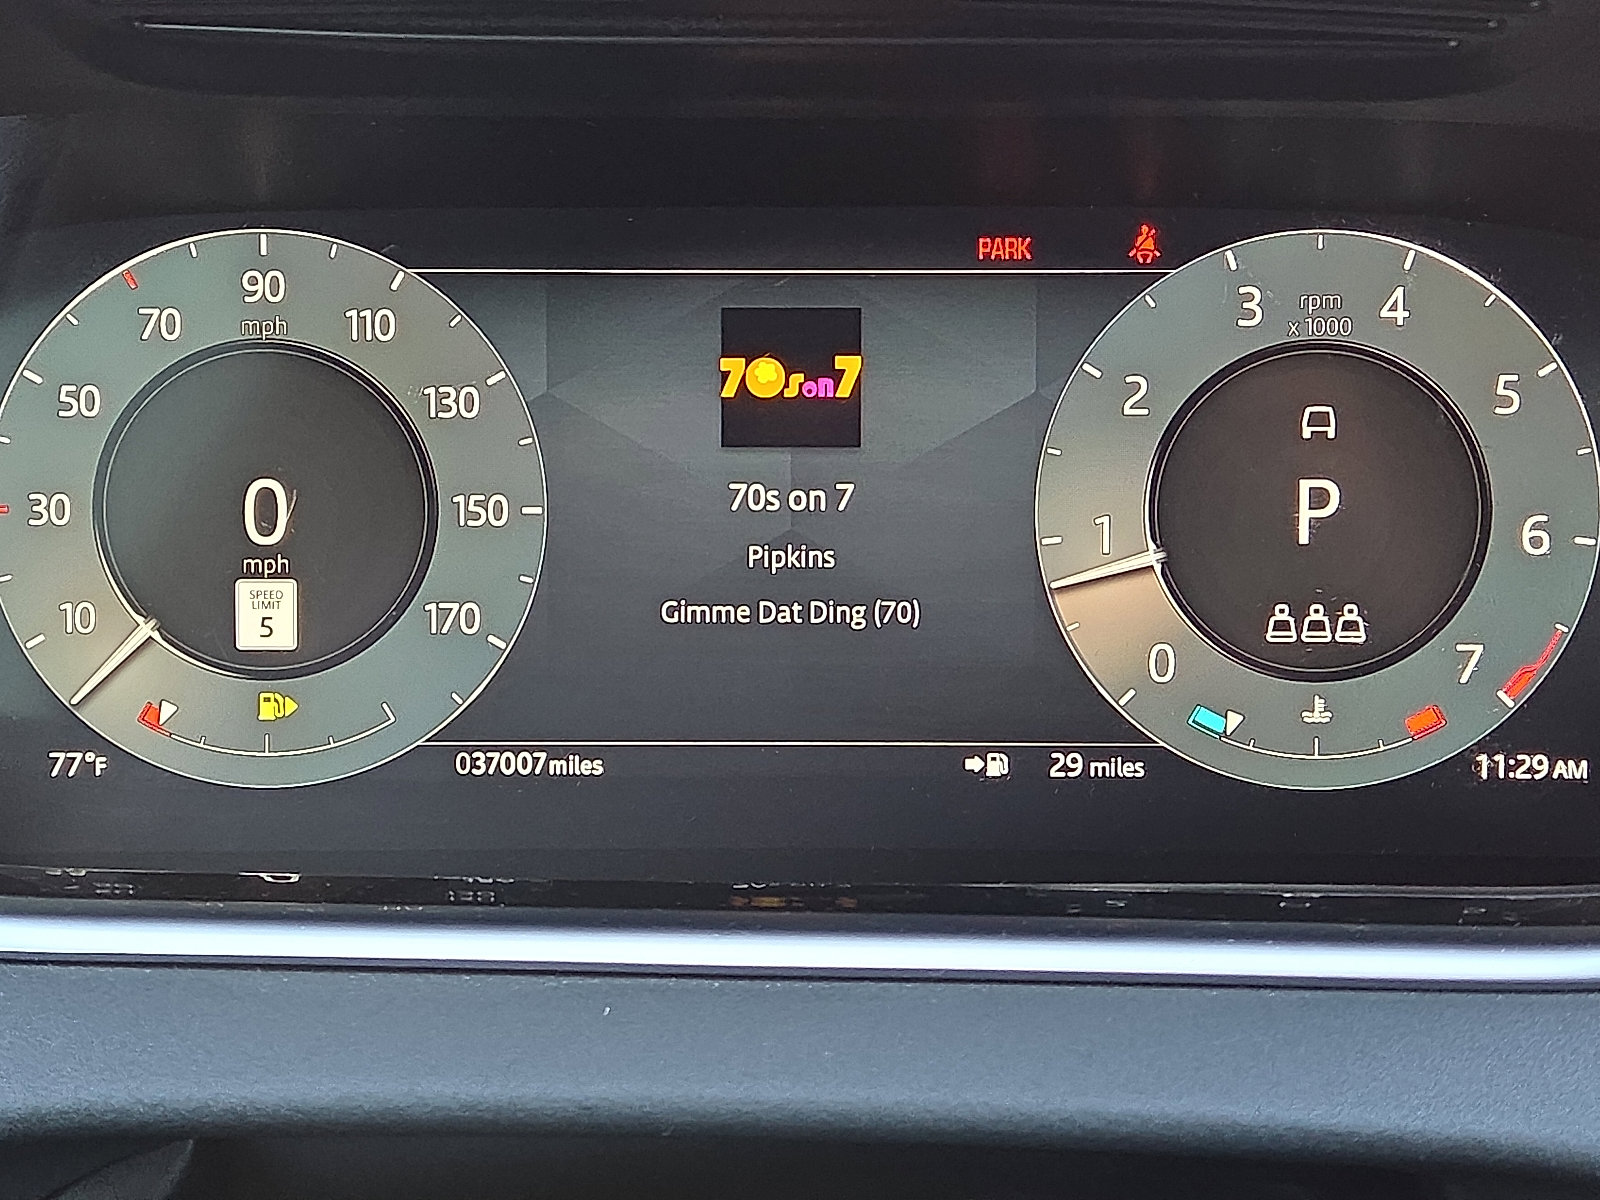 PARK
10
30
50
70
90
mph
110
130
150
170
0
mph
SPEED
LIMIT
5
70son7
70s on 7
Pipkins
Gimme Dat Ding (70)
0
1
2
3
rpm
x 1000
4
5
6
7
P
77°F
037007 miles
29 miles
11:29 AM